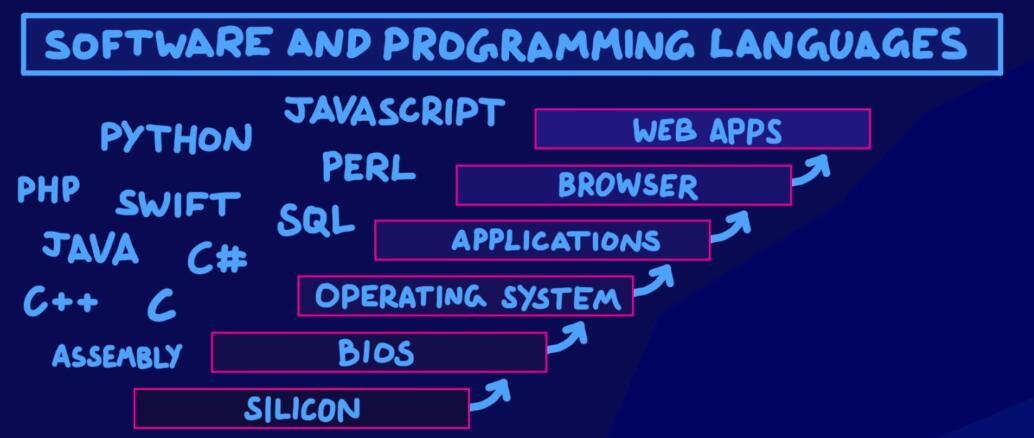 SOFTWARE AND PROGRAMMING LANGUAGES
JAVASCRIPT
PYTHON
WEB APPS
PERL
BROWSER
PHP
SWIFT
SQL
APPLICATIONS
JAVA
C#
OPERATING SYSTEM
C++
C
ASSEMBLY
BIOS
SILICON